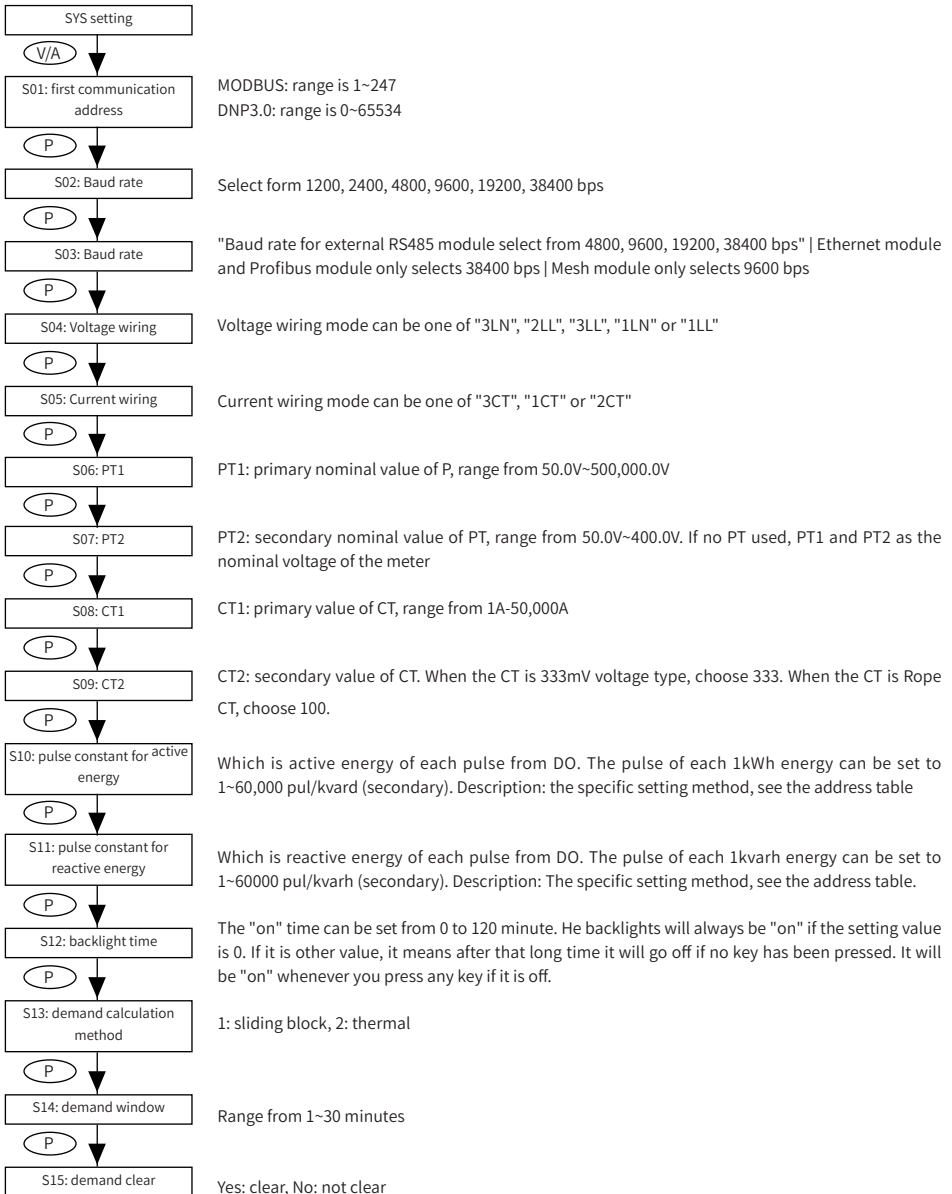 SYS setting
V/A
S01: first communication
address
MODBUS: range is 1~247
DNP3.0: range is 0~65534
P
S02: Baud rate
Select form 1200, 2400, 4800, 9600, 19200, 38400 bps
P
S03: Baud rate
"Baud rate for external RS485 module select from 4800, 9600, 19200, 38400 bps" | Ethernet module
and Profibus module only selects 38400 bps | Mesh module only selects 9600 bps
P
S04: Voltage wiring
Voltage wiring mode can be one of "3LN", "2LL", "3LL", "1LN" or "1LL"
P
S05: Current wiring
Current wiring mode can be one of "3CT", "1CT" or "2CT"
P
S06: PT1
PT1: primary nominal value of P, range from 50.0V~500,000.0V
P
S07: PT2
PT2: secondary nominal value of PT, range from 50.0V~400.0V. If no PT used, PT1 and PT2 as the
nominal voltage of the meter
P
S08: CT1
CT1: primary value of CT, range from 1A-50,000A
P
S09: CT2
CT2: secondary value of CT. When the CT is 333mV voltage type, choose 333. When the CT is Rope
CT, choose 100.
P
S10: pulse constant for active
energy
Which is active energy of each pulse from DO. The pulse of each 1kWh energy can be set to
1~60,000 pul/kvard (secondary). Description: the specific setting method, see the address table
P
S11: pulse constant for
reactive energy
Which is reactive energy of each pulse from DO. The pulse of each 1kvarh energy can be set to
1~60000 pul/kvarh (secondary). Description: The specific setting method, see the address table.
P
S12: backlight time
The "on" time can be set from 0 to 120 minute. He backlights will always be "on" if the setting value
is 0. If it is other value, it means after that long time it will go off if no key has been pressed. It will
be "on" whenever you press any key if it is off.
P
S13: demand calculation
method
1: sliding block, 2: thermal
P
S14: demand window
Range from 1~30 minutes
P
S15: demand clear
Yes: clear, No: not clear